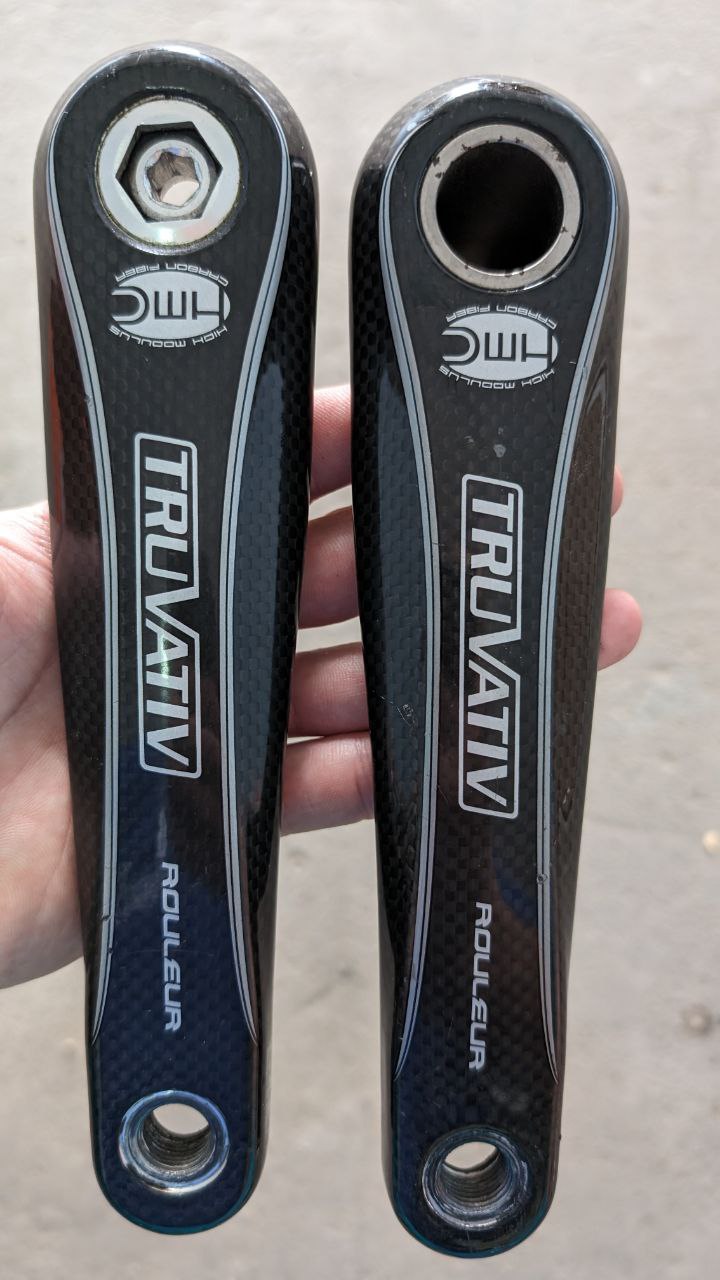 HIGH MODULUS
HMC
CARBON FIBER
TRUVATIV
ROULEUR
HIGH MODULUS
HMC
CARBON FIBER
TRUVATIV
ROULEUR